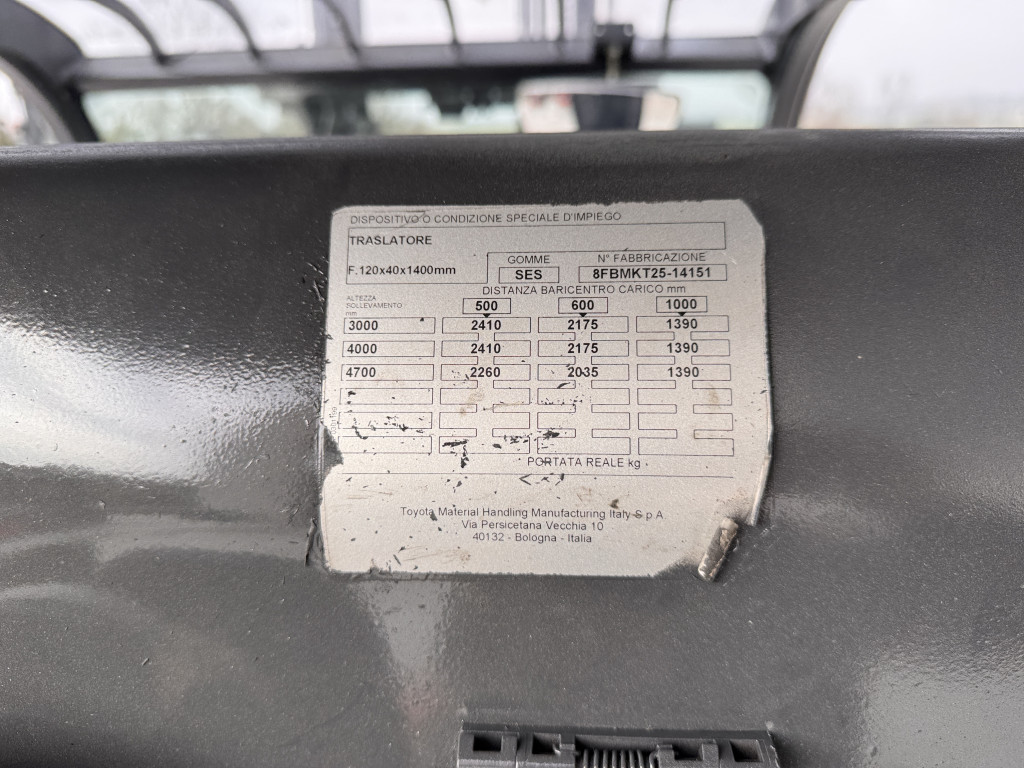 DISPOSITIVO O CONDIZIONE SPECIALE D'IMPIEGO
TRASLATORE
F.120x40x1400mm
GOMME
SES
N° FABBRICAZIONE
8FBMKT25-14151
DISTANZA BARICENTRO CARICO mm
ALTEZZA
SOLLEVAMENTO
mm
500 600 1000
3000 2410 2175 1390
4000 2410 2175 1390
4700 2260 2035 1390
PORTATA REALE kg
Toyota Material Handling Manufacturing Italy S.p.A
Via Persicetana Vecchia 10
40132 - Bologna - Italia